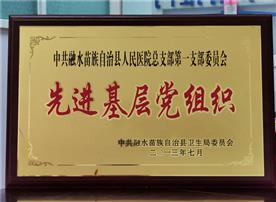 中共融水苗族自治县人民医院总支部第一支部委员会
先进基层党组织
中共融水苗族自治县卫生局委员会
二〇一三年七月